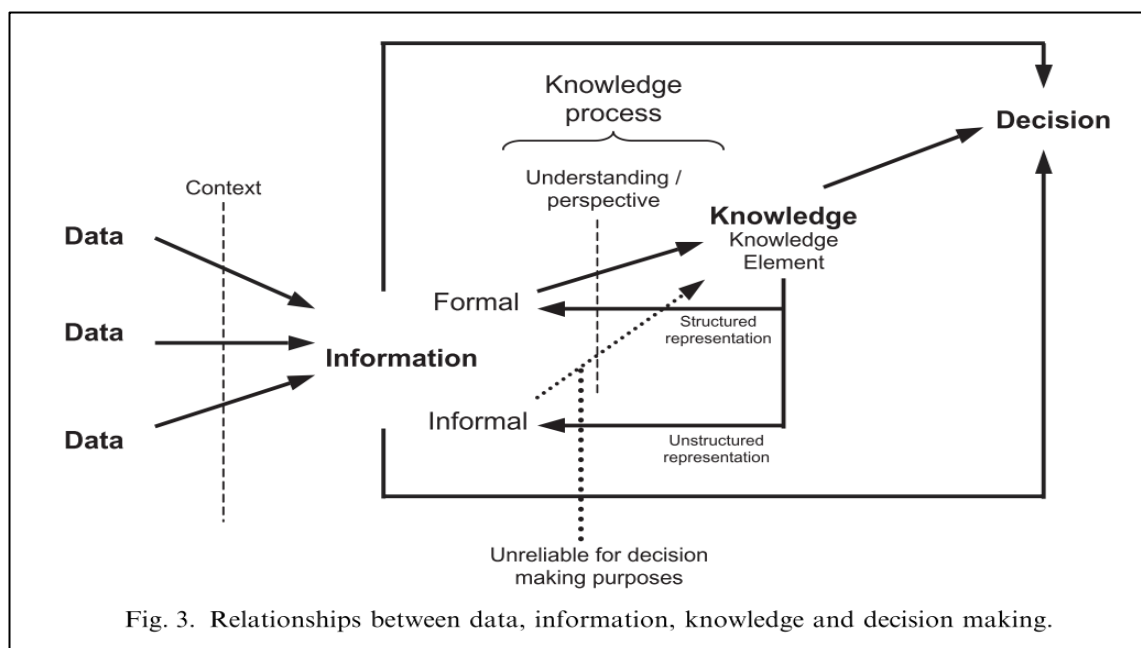 Knowledge
process
Decision
Context
Understanding /
perspective
Data
Knowledge
Knowledge
Element
Formal
Data
Structured
representation
Information
Informal
Data
Unstructured
representation
Unreliable for decision
making purposes
Fig. 3. Relationships between data, information, knowledge and decision making.